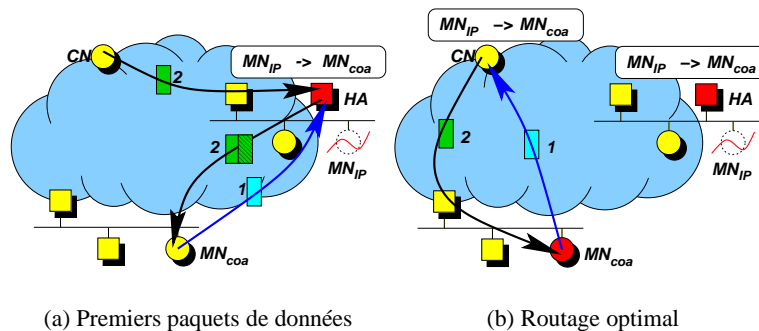 CN
MN_IP -> MN_coa
2
HA
2
1
MN_IP
MN_coa
(a) Premiers paquets de données
MN_IP -> MN_coa
CN
MN_IP -> MN_coa
HA
2
1
MN_IP
MN_coa
(b) Routage optimal